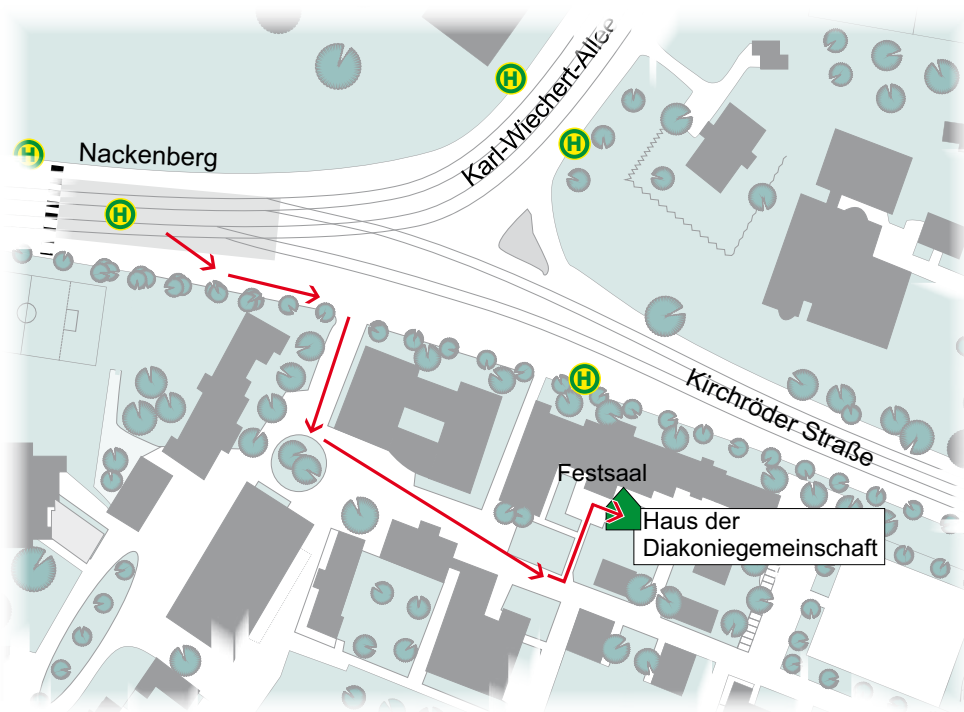 H
Karl-Wiechert-Allee
H
H
H
Nackenberg
H
H
Kirchröder Straße
Festsaal
Haus der
Diakoniegemeinschaft